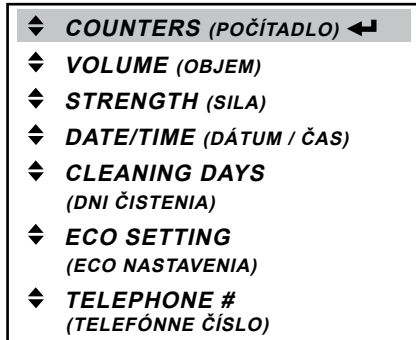 COUNTERS (POČÍTADLO)
VOLUME (OBJEM)
STRENGTH (SILA)
DATE/TIME (DÁTUM / ČAS)
CLEANING DAYS
(DNI ČISTENIA)
ECO SETTING
(ECO NASTAVENIA)
TELEPHONE #
(TELEFÓNNE ČÍSLO)